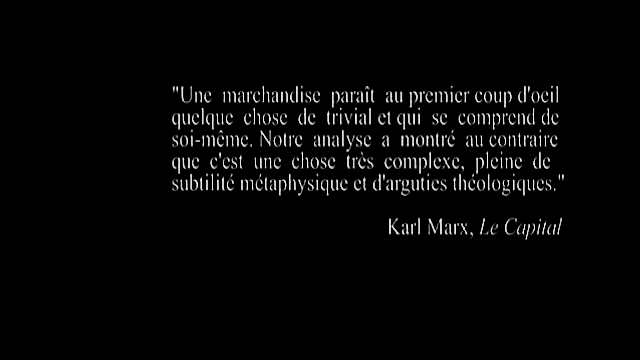 "Une marchandise paraît au premier coup d'oeil
quelque chose de trivial et qui se comprend de
soi-même. Notre analyse a montré au contraire
que c'est une chose très complexe, pleine de
subtilité métaphysique et d'arguties théologiques."
Karl Marx, Le Capital